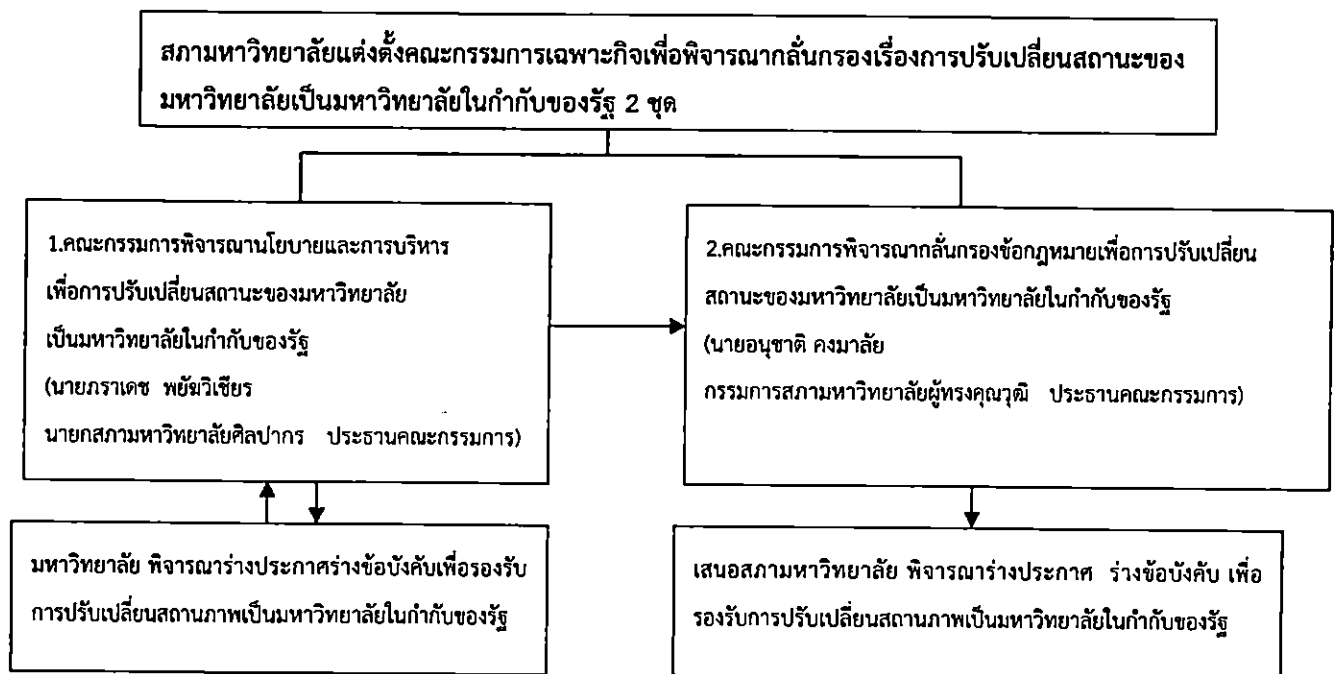 สภามหาวิทยาลัยแต่งตั้งคณะกรรมการเฉพาะกิจเพื่อพิจารณากลั่นกรองเรื่องการปรับเปลี่ยนสถานะของ
มหาวิทยาลัยเป็นมหาวิทยาลัยในกำกับของรัฐ 2 ชุด
1.คณะกรรมการพิจารณานโยบายและการบริหาร
เพื่อการปรับเปลี่ยนสถานะของมหาวิทยาลัย
เป็นมหาวิทยาลัยในกำกับของรัฐ
(นายภราเดช พยัฆวิเชียร
นายกสภามหาวิทยาลัยศิลปากร ประธานคณะกรรมการ)
2.คณะกรรมการพิจารณากลั่นกรองข้อกฎหมายเพื่อการปรับเปลี่ยน
สถานะของมหาวิทยาลัยเป็นมหาวิทยาลัยในกำกับของรัฐ
(นายอนุชาติ คงมาลัย
กรรมการสภามหาวิทยาลัยผู้ทรงคุณวุฒิ ประธานคณะกรรมการ)
มหาวิทยาลัย พิจารณาร่างประกาศร่างข้อบังคับเพื่อรองรับ
การปรับเปลี่ยนสถานภาพเป็นมหาวิทยาลัยในกำกับของรัฐ
เสนอสภามหาวิทยาลัย พิจารณาร่างประกาศ ร่างข้อบังคับ เพื่อ
รองรับการปรับเปลี่ยนสถานภาพเป็นมหาวิทยาลัยในกำกับของรัฐ